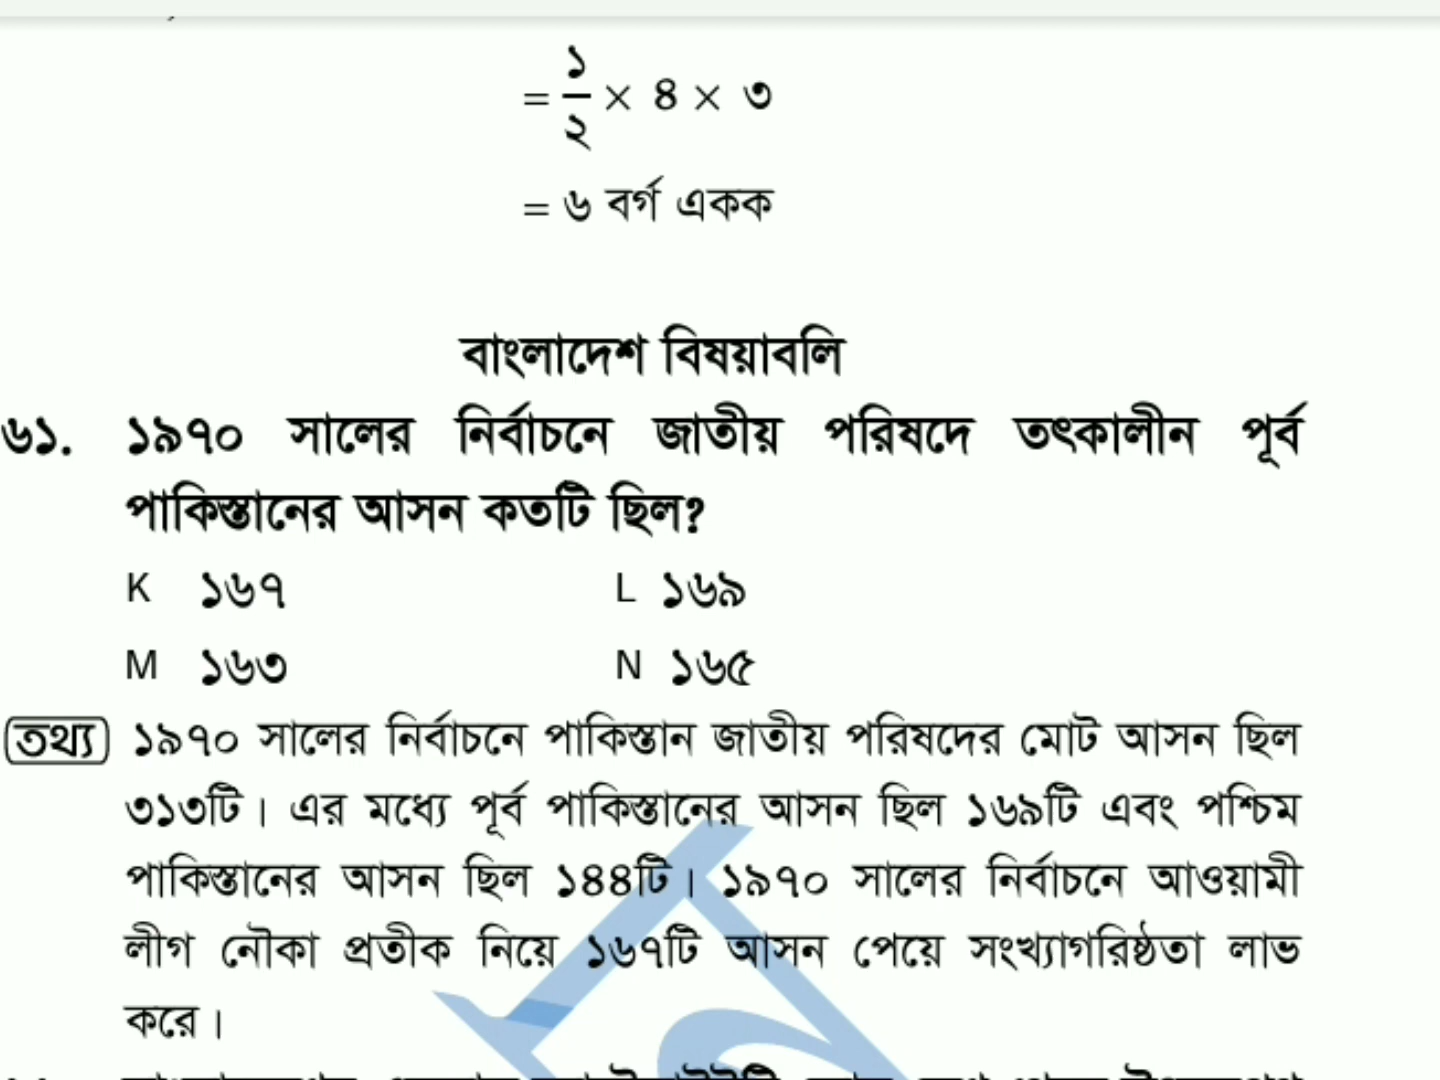 = ১/২ × ৪ × ৩
= ৬ বর্গ একক
বাংলাদেশ বিষয়াবলি
৬১. ১৯৭০ সালের নির্বাচনে জাতীয় পরিষদে তৎকালীন পূর্ব
পাকিস্তানের আসন কতটি ছিল?
K ১৬৭ L ১৬৯
M ১৬৩ N ১৬৫
তথ্য ১৯৭০ সালের নির্বাচনে পাকিস্তান জাতীয় পরিষদের মোট আসন ছিল
৩১৩টি। এর মধ্যে পূর্ব পাকিস্তানের আসন ছিল ১৬৯টি এবং পশ্চিম
পাকিস্তানের আসন ছিল ১৪৪টি। ১৯৭০ সালের নির্বাচনে আওয়ামী
লীগ নৌকা প্রতীক নিয়ে ১৬৭টি আসন পেয়ে সংখ্যাগরিষ্ঠতা লাভ
করে।